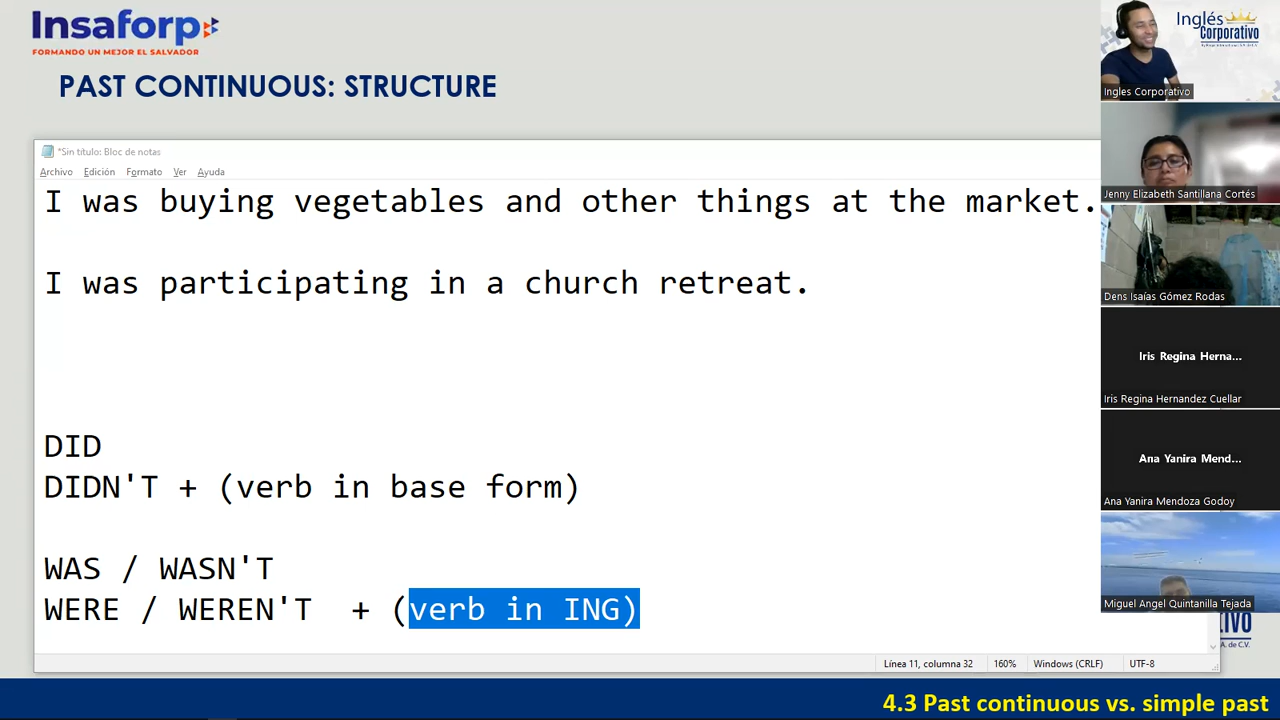 Insaforp
FORMANDO UN MEJOR EL SALVADOR
PAST CONTINUOUS: STRUCTURE
*Sin título: Bloc de notas
Archivo Edición Formato Ver Ayuda
I was buying vegetables and other things at the market.
I was participating in a church retreat.
DID
DIDN'T + (verb in base form)
WAS / WASN'T
WERE / WEREN'T + (verb in ING)
Línea 11, columna 32 160% Windows (CRLF) UTF-8
4.3 Past continuous vs. simple past
Inglés
Corporativo
Ingles Corporativo
Jenny Elizabeth Santillana Cortés
Dens Isaías Gómez Rodas
Iris Regina Herna...
Iris Regina Hernandez Cuellar
Ana Yanira Mend...
Ana Yanira Mendoza Godoy
Miguel Angel Quintanilla Tejada
A. de C.V.